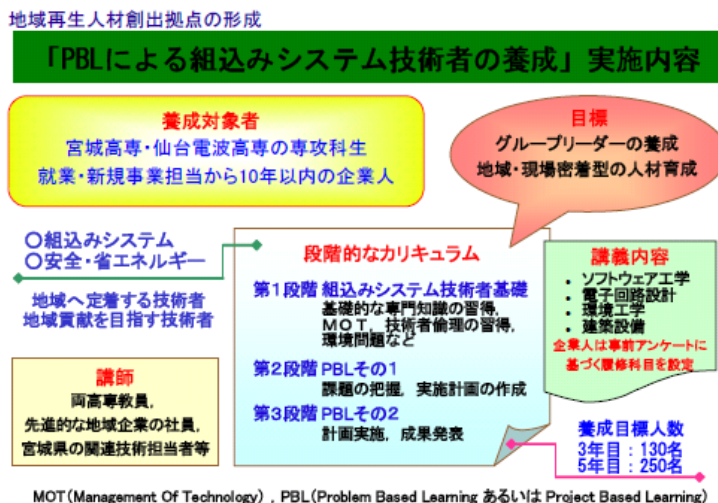 地域再生人材創出拠点の形成
「PBLによる組込みシステム技術者の養成」実施内容
養成対象者
宮城高専・仙台電波高専の専攻科生
就業・新規事業担当から10年以内の企業人
目標
グループリーダーの養成
地域・現場密着型の人材育成
〇組込みシステム
〇安全・省エネルギー
地域へ定着する技術者
地域貢献を目指す技術者
講師
両高専教員，
先進的な地域企業の社員，
宮城県の関連技術担当者等
段階的なカリキュラム
第1段階 組込みシステム技術者基礎
基礎的な専門知識の習得，
MOT，技術者倫理の習得，
環境問題など
第2段階 PBLその1
課題の把握，実施計画の作成
第3段階 PBLその2
計画実施，成果発表
講義内容
・ ソフトウェア工学
・ 電子回路設計
・ 環境工学
・ 建築設備
企業人は事前アンケートに
基づく履修科目を設定
養成目標人数
3年目：130名
5年目：250名
MOT(Management Of Technology) , PBL(Problem Based Learning あるいは Project Based Learning)